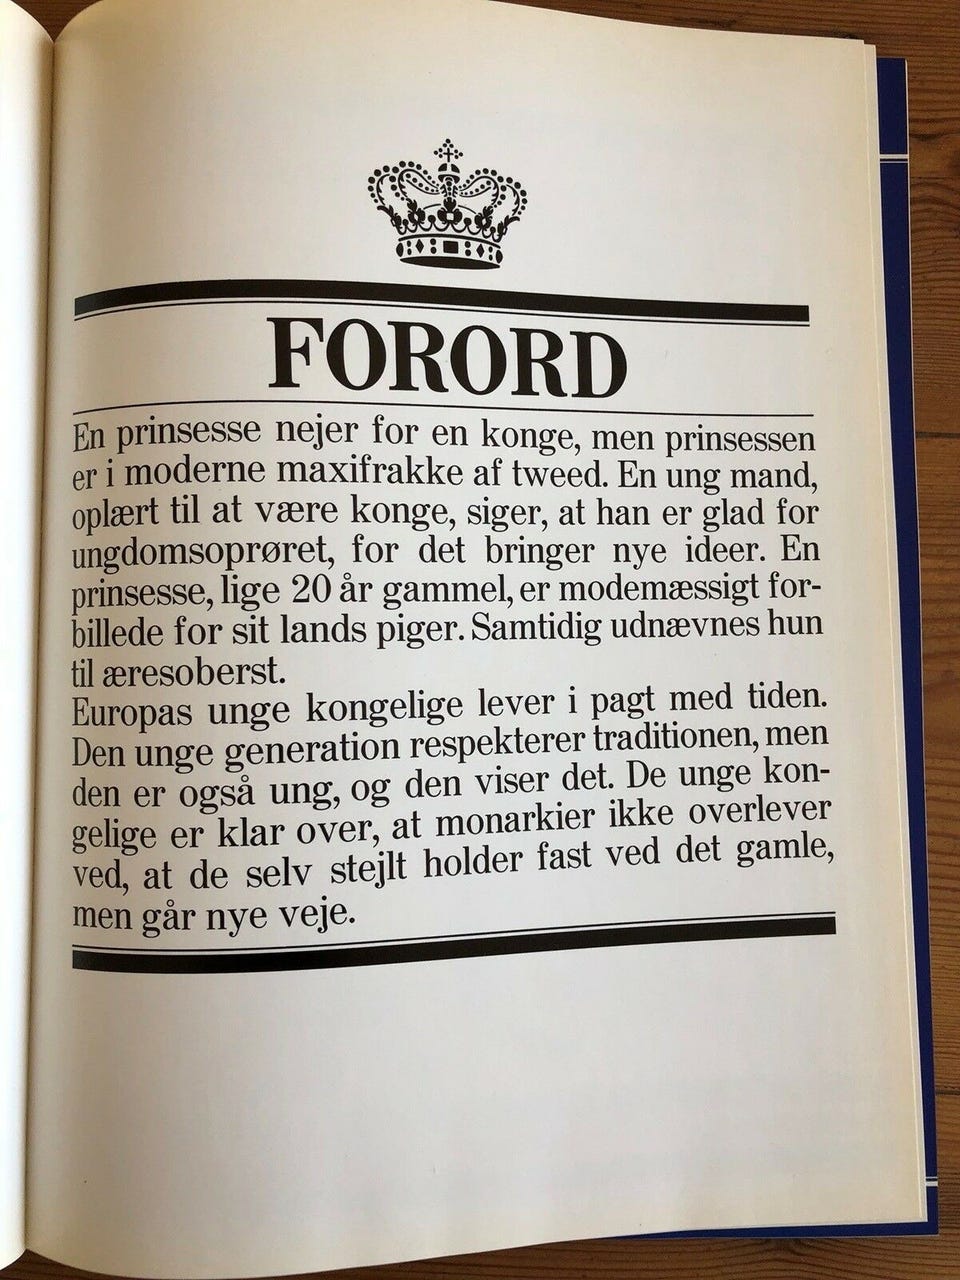 FORORD
En prinsesse nejer for en konge, men prinsessen
er i moderne maxifrakke af tweed. En ung mand,
oplært til at være konge, siger, at han er glad for
ungdomsoprøret, for det bringer nye ideer. En
prinsesse, lige 20 år gammel, er modemæssigt for-
billede for sit lands piger. Samtidig udnævnes hun
til æresoberst.
Europas unge kongelige lever i pagt med tiden.
Den unge generation respekterer traditionen, men
den er også ung, og den viser det. De unge kon-
gelige er klar over, at monarkier ikke overlever
ved, at de selv stejlt holder fast ved det gamle,
men går nye veje.